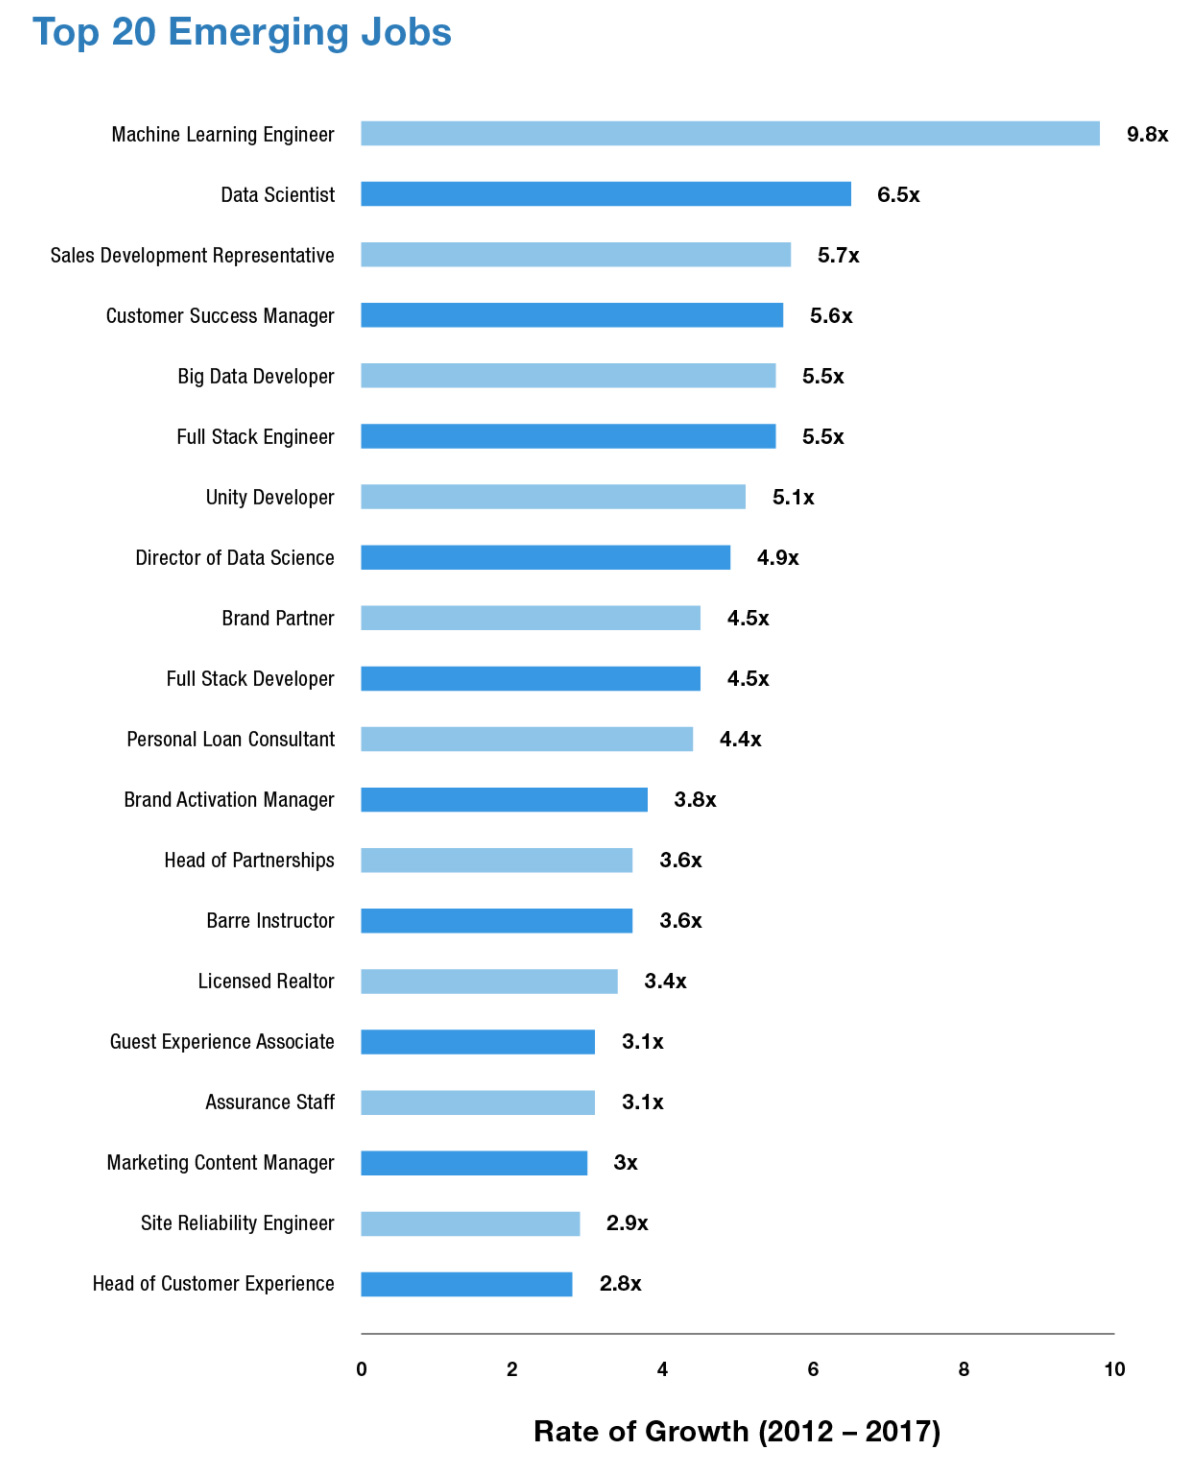 Top 20 Emerging Jobs
Machine Learning Engineer 9.8x
Data Scientist 6.5x
Sales Development Representative 5.7x
Customer Success Manager 5.6x
Big Data Developer 5.5x
Full Stack Engineer 5.5x
Unity Developer 5.1x
Director of Data Science 4.9x
Brand Partner 4.5x
Full Stack Developer 4.5x
Personal Loan Consultant 4.4x
Brand Activation Manager 3.8x
Head of Partnerships 3.6x
Barre Instructor 3.6x
Licensed Realtor 3.4x
Guest Experience Associate 3.1x
Assurance Staff 3.1x
Marketing Content Manager 3x
Site Reliability Engineer 2.9x
Head of Customer Experience 2.8x
0 2 4 6 8 10
Rate of Growth (2012 – 2017)